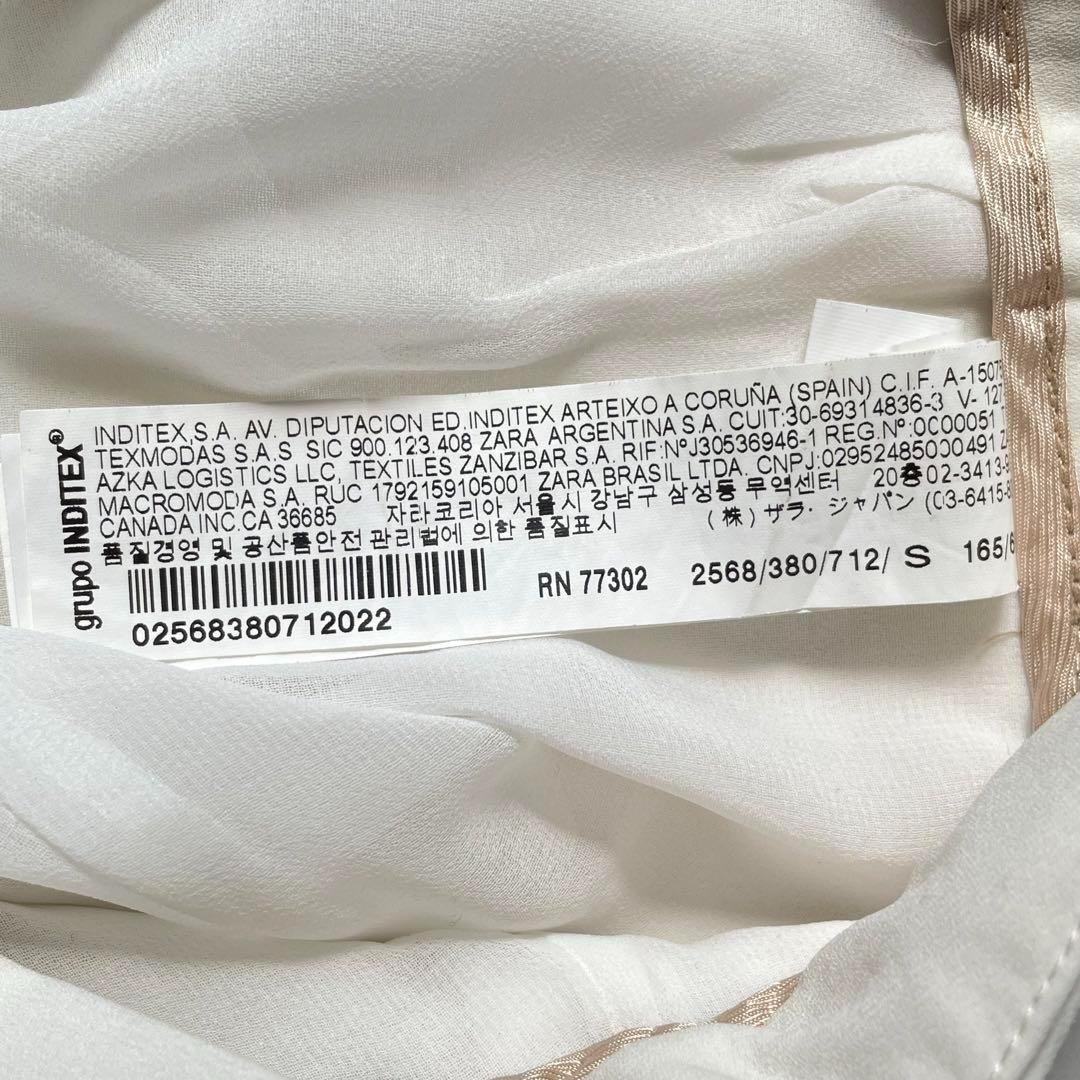 grupo INDITEX®
INDITEX,S.A. AV. DIPUTACION ED.INDITEX ARTEIXO A CORUÑA (SPAIN) C.I.F. A-15075
TEXMODAS S.A.S SIC 900.123.408 ZARA ARGENTINA S.A. CUIT:30-69314836-3 V- 127
AZKA LOGISTICS LLC, TEXTILES ZANZIBAR S.A. RIF:NºJ30536946-1 REG.Nº:0C00051
MACROMODA S.A. RUC 1792159105001 ZARA BRASIL LTDA. CNPJ:02952485000491 Z
CANADA INC.CA 36685 자라코리아 서울시 강남구 삼성동 무역센터 20층 02-3413-9
품질경영 및 공산품안전 관리법에 의한 품질표시 (株) ザラ・ジャパン (03-6415-8
RN 77302 2568/380/712/ S 165/6
02568380712022